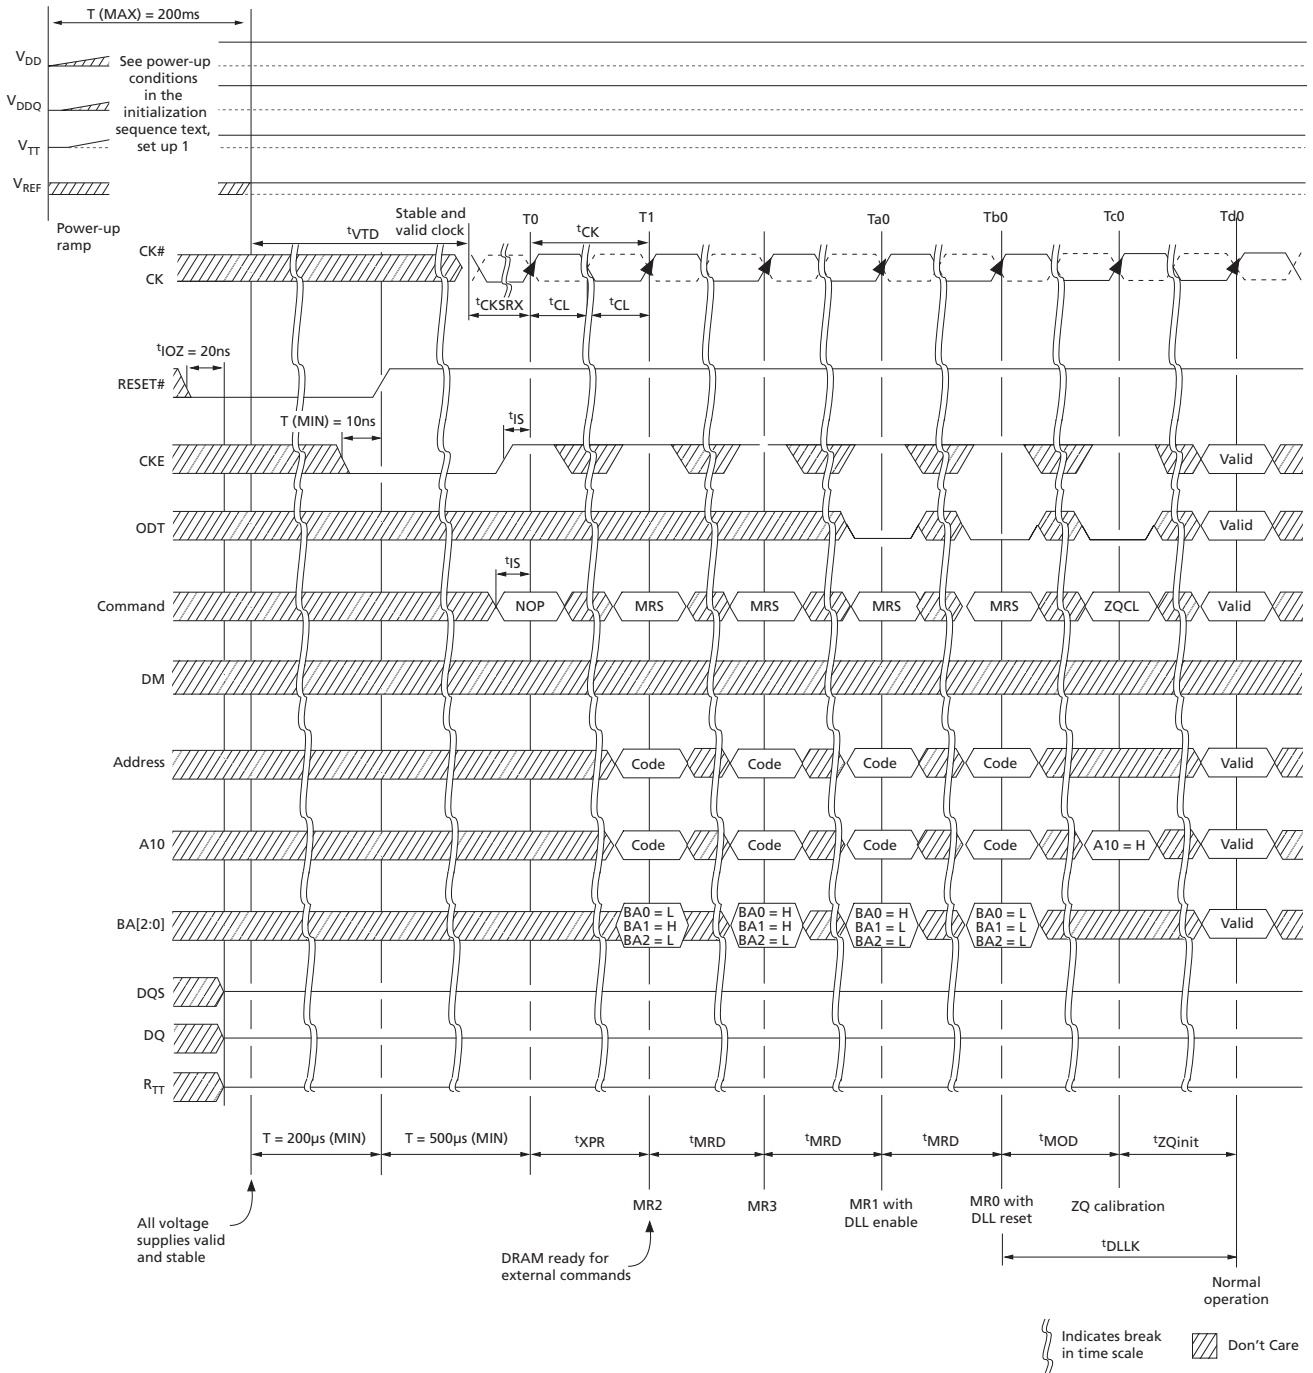 T (MAX) = 200ms
VDD
See power-up
conditions
in the
initialization
sequence text,
set up 1
VDDQ
VTT
VREF
Power-up
ramp
Stable and
valid clock
T0
T1
Ta0
Tb0
Tc0
Td0
tVTD
tCK
CK#
CK
tCKSRX
tCL
tCL
tIOZ = 20ns
RESET#
T (MIN) = 10ns
tIS
CKE
Valid
ODT
Valid
tIS
Command
NOP
MRS
MRS
MRS
MRS
ZQCL
Valid
DM
Address
Code
Code
Code
Code
Valid
A10
Code
Code
Code
Code
A10 = H
Valid
BA[2:0]
BA0 = L
BA1 = H
BA2 = L
BA0 = H
BA1 = H
BA2 = L
BA0 = H
BA1 = L
BA2 = L
BA0 = L
BA1 = L
BA2 = L
Valid
DQS
DQ
RTT
T = 200µs (MIN)
T = 500µs (MIN)
tXPR
tMRD
tMRD
tMRD
tMOD
tZQinit
MR2
MR3
MR1 with
DLL enable
MR0 with
DLL reset
ZQ calibration
All voltage
supplies valid
and stable
DRAM ready for
external commands
tDLLK
Normal
operation
Indicates break
in time scale
Don't Care